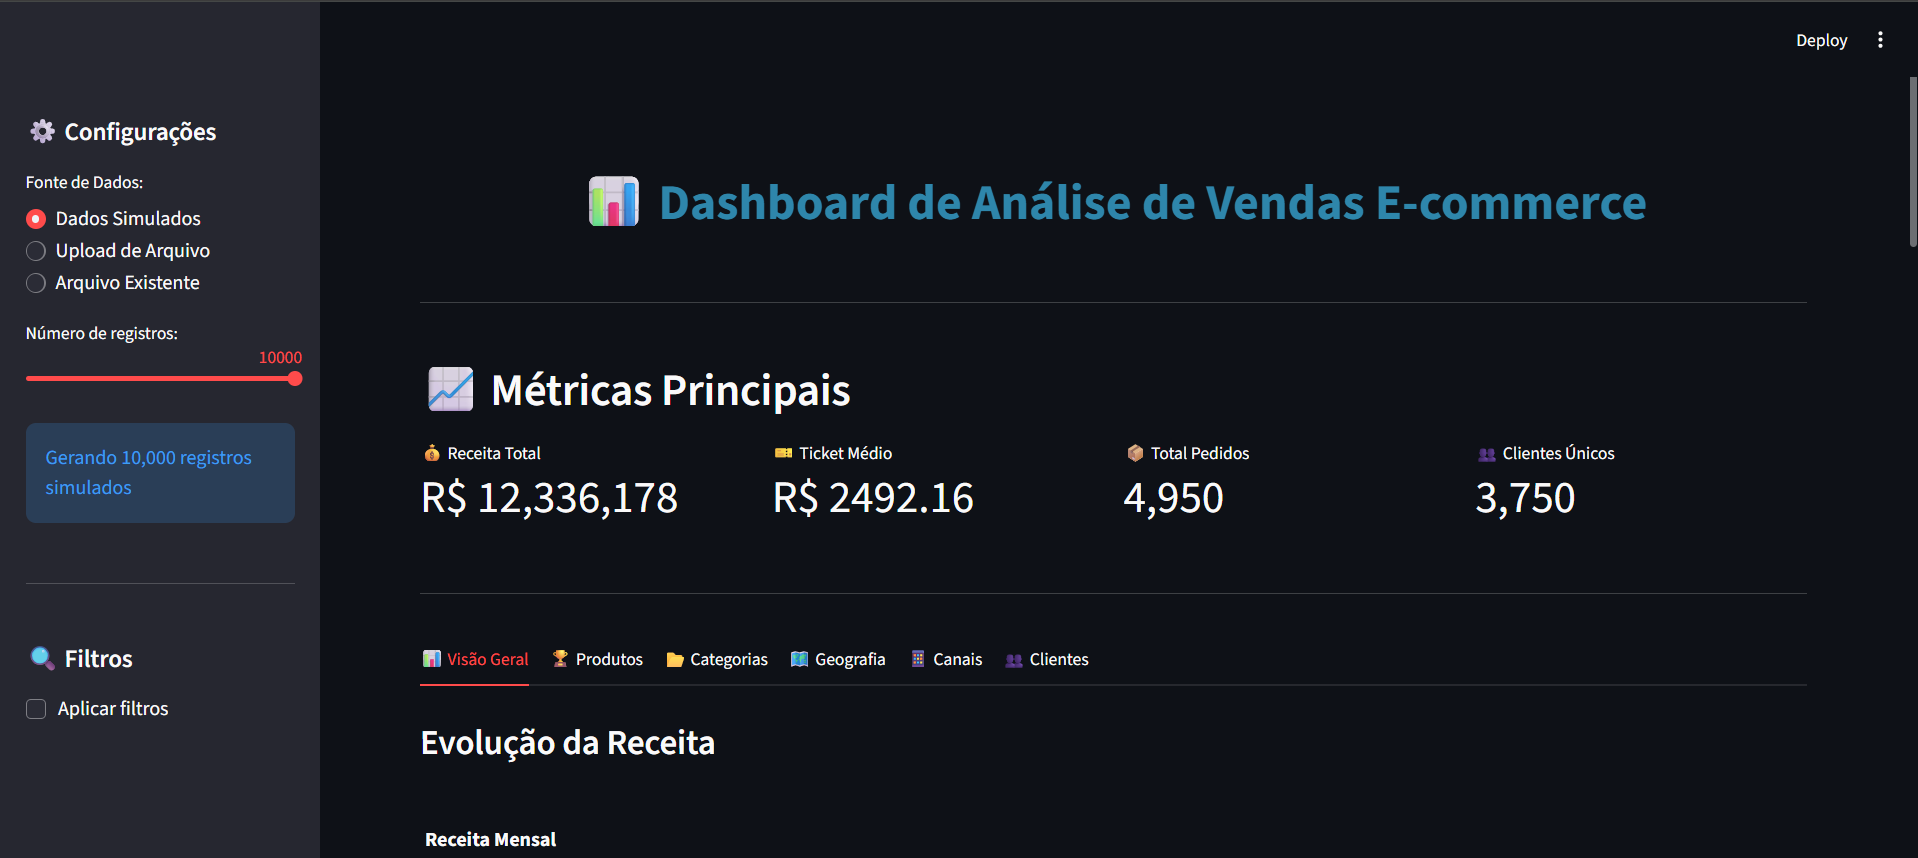 Deploy
Configurações
Fonte de Dados:
Dados Simulados
Upload de Arquivo
Arquivo Existente
Número de registros:
10000
Gerando 10,000 registros
simulados
Filtros
Aplicar filtros
Dashboard de Análise de Vendas E-commerce
Métricas Principais
Receita Total
R$ 12,336,178
Ticket Médio
R$ 2492.16
Total Pedidos
4,950
Clientes Únicos
3,750
Visão Geral Produtos Categorias Geografia Canais Clientes
Evolução da Receita
Receita Mensal